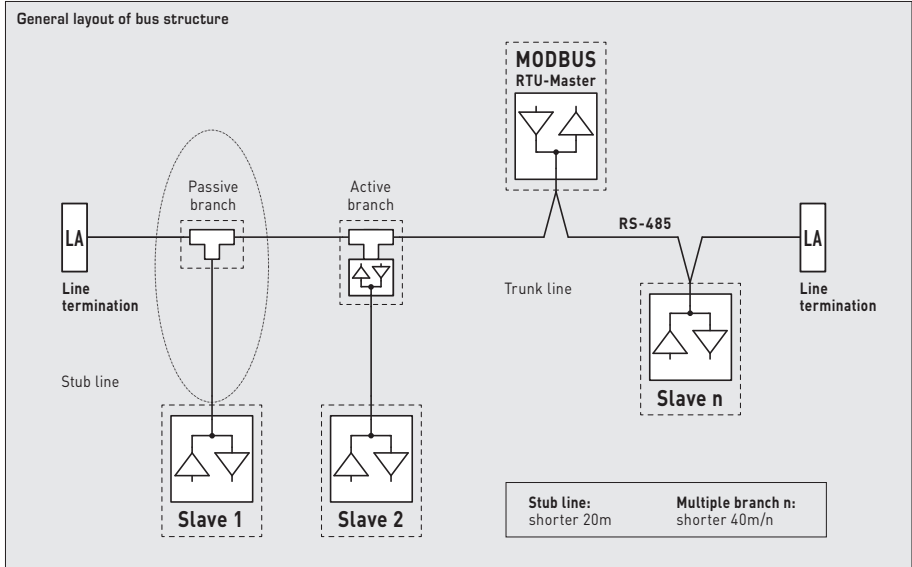 General layout of bus structure
MODBUS
RTU-Master
Passive
branch
Active
branch
LA
RS-485
LA
Line
termination
Trunk line
Line
termination
Stub line
Slave n
Slave 1
Slave 2
Stub line:
shorter 20m
Multiple branch n:
shorter 40m/n